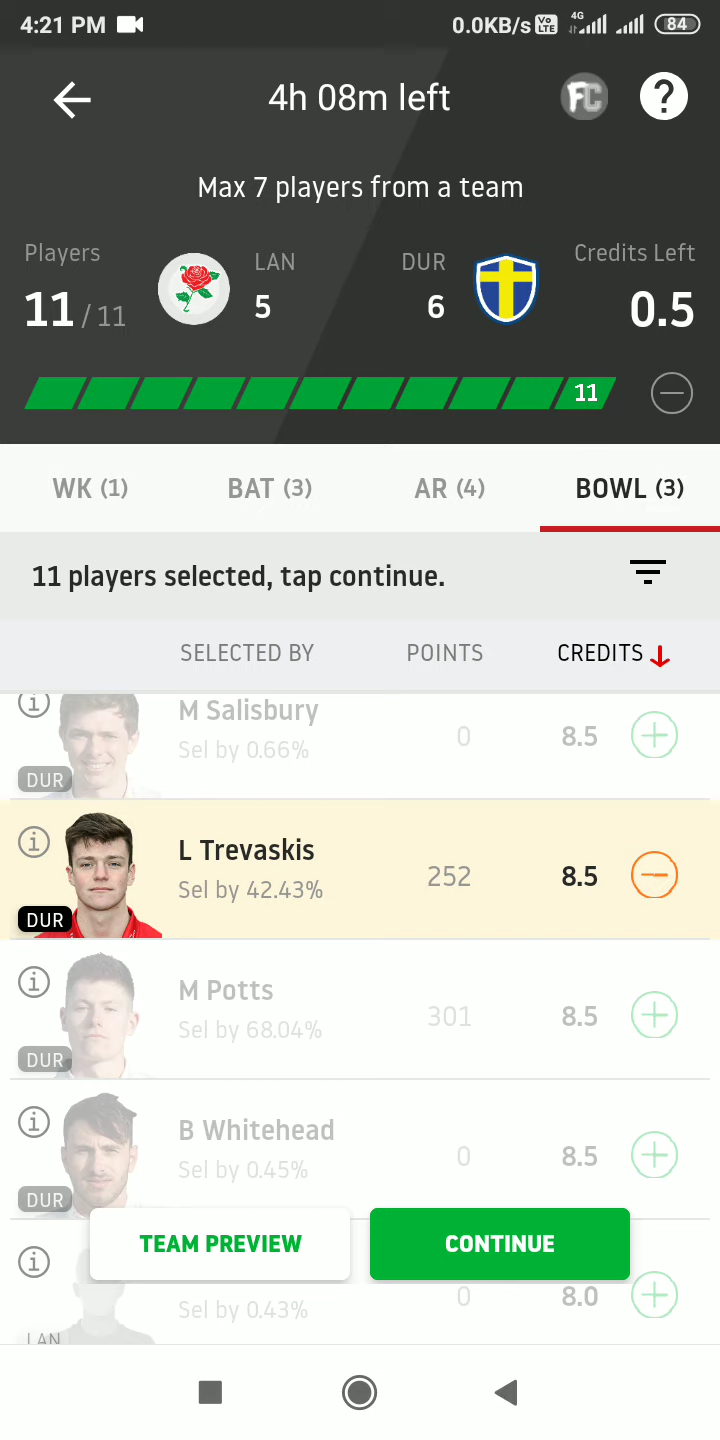 4:21 PM 0.0KB/s Vo LTE 4G 84
4h 08m left FC ?
Max 7 players from a team
Players LAN DUR Credits Left
11 / 11 5 6 0.5
11
WK (1) BAT (3) AR (4) BOWL (3)
11 players selected, tap continue.
SELECTED BY POINTS CREDITS
M Salisbury
Sel by 0.66% 0 8.5
DUR
L Trevaskis
Sel by 42.43% 252 8.5
DUR
M Potts
Sel by 68.04% 301 8.5
DUR
B Whitehead
Sel by 0.45% 0 8.5
DUR
TEAM PREVIEW CONTINUE
Sel by 0.43% 0 8.0
LAN